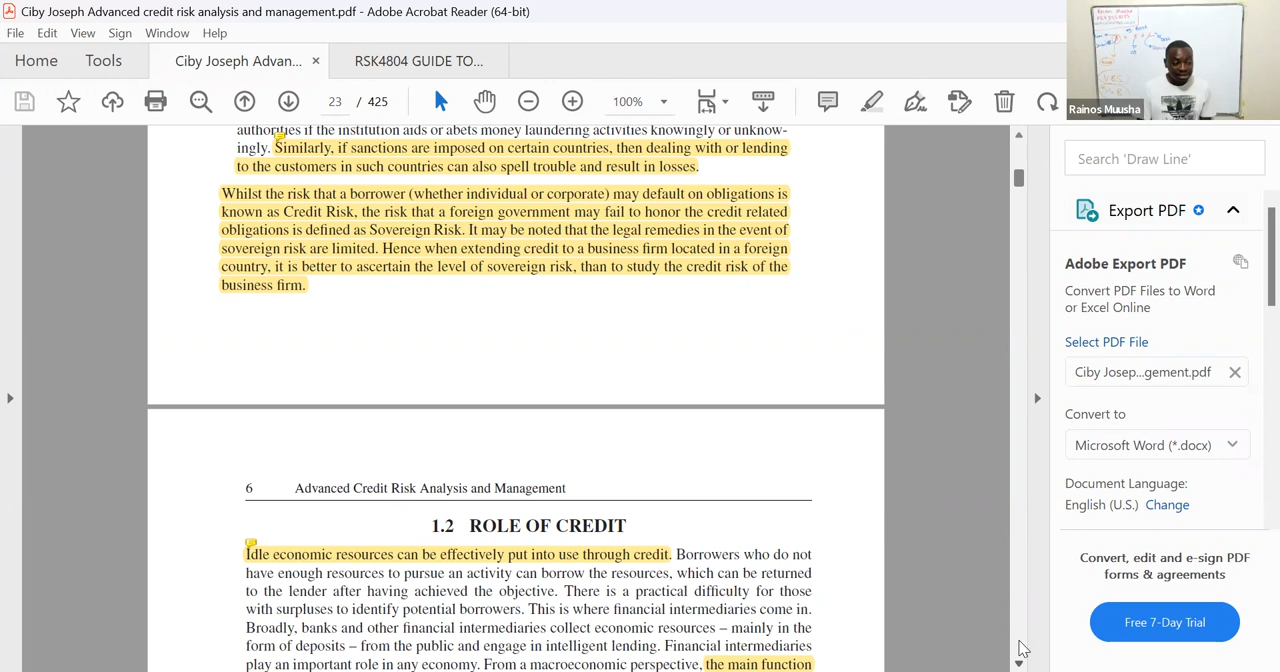 Ciby Joseph Advanced credit risk analysis and management.pdf - Adobe Acrobat Reader (64-bit)
File Edit View Sign Window Help
Home Tools Ciby Joseph Advan... × RSK4804 GUIDE TO...
23 / 425 100%
Rainos Muusha
authorities if the institution aids or abets money laundering activities knowingly or unknow-
ingly. Similarly, if sanctions are imposed on certain countries, then dealing with or lending
to the customers in such countries can also spell trouble and result in losses.
Whilst the risk that a borrower (whether individual or corporate) may default on obligations is
known as Credit Risk, the risk that a foreign government may fail to honor the credit related
obligations is defined as Sovereign Risk. It may be noted that the legal remedies in the event of
sovereign risk are limited. Hence when extending credit to a business firm located in a foreign
country, it is better to ascertain the level of sovereign risk, than to study the credit risk of the
business firm.
6 Advanced Credit Risk Analysis and Management
1.2 ROLE OF CREDIT
Idle economic resources can be effectively put into use through credit. Borrowers who do not
have enough resources to pursue an activity can borrow the resources, which can be returned
to the lender after having achieved the objective. There is a practical difficulty for those
with surpluses to identify potential borrowers. This is where financial intermediaries come in.
Broadly, banks and other financial intermediaries collect economic resources – mainly in the
form of deposits – from the public and engage in intelligent lending. Financial intermediaries
play an important role in any economy. From a macroeconomic perspective, the main function
Search 'Draw Line'
Export PDF
Adobe Export PDF
Convert PDF Files to Word
or Excel Online
Select PDF File
Ciby Josep...gement.pdf
Convert to
Microsoft Word (*.docx)
Document Language:
English (U.S.) Change
Convert, edit and e-sign PDF
forms & agreements
Free 7-Day Trial